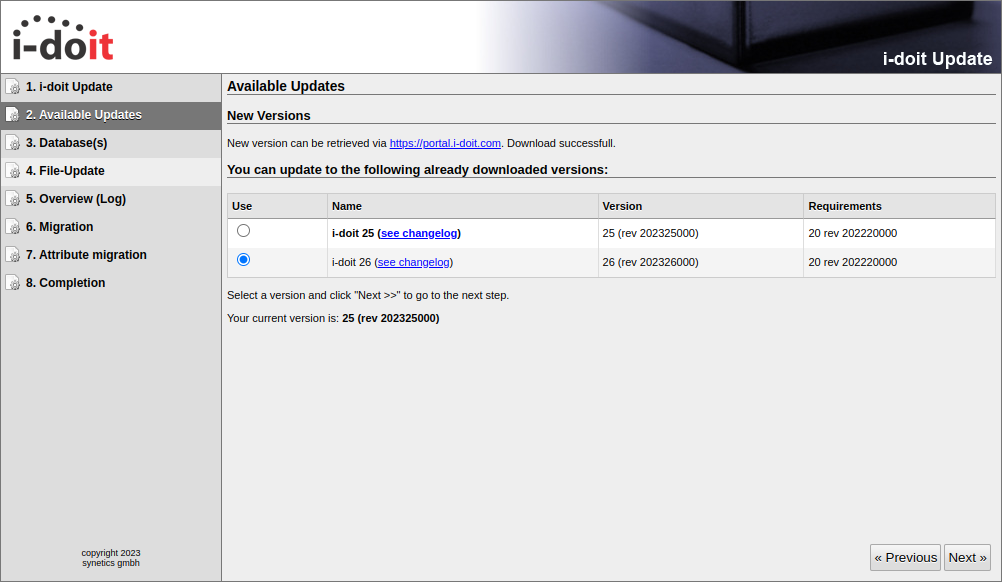 i-doit
i-doit Update
1. i-doit Update
2. Available Updates
3. Database(s)
4. File-Update
5. Overview (Log)
6. Migration
7. Attribute migration
8. Completion
copyright 2023
synetics gmbh
Available Updates
New Versions
New version can be retrieved via https://portal.i-doit.com. Download successfull.
You can update to the following already downloaded versions:
Use Name Version Requirements
i-doit 25 (see changelog) 25 (rev 202325000) 20 rev 202220000
i-doit 26 (see changelog) 26 (rev 202326000) 20 rev 202220000
Select a version and click "Next >>" to go to the next step.
Your current version is: 25 (rev 202325000)
« Previous Next »